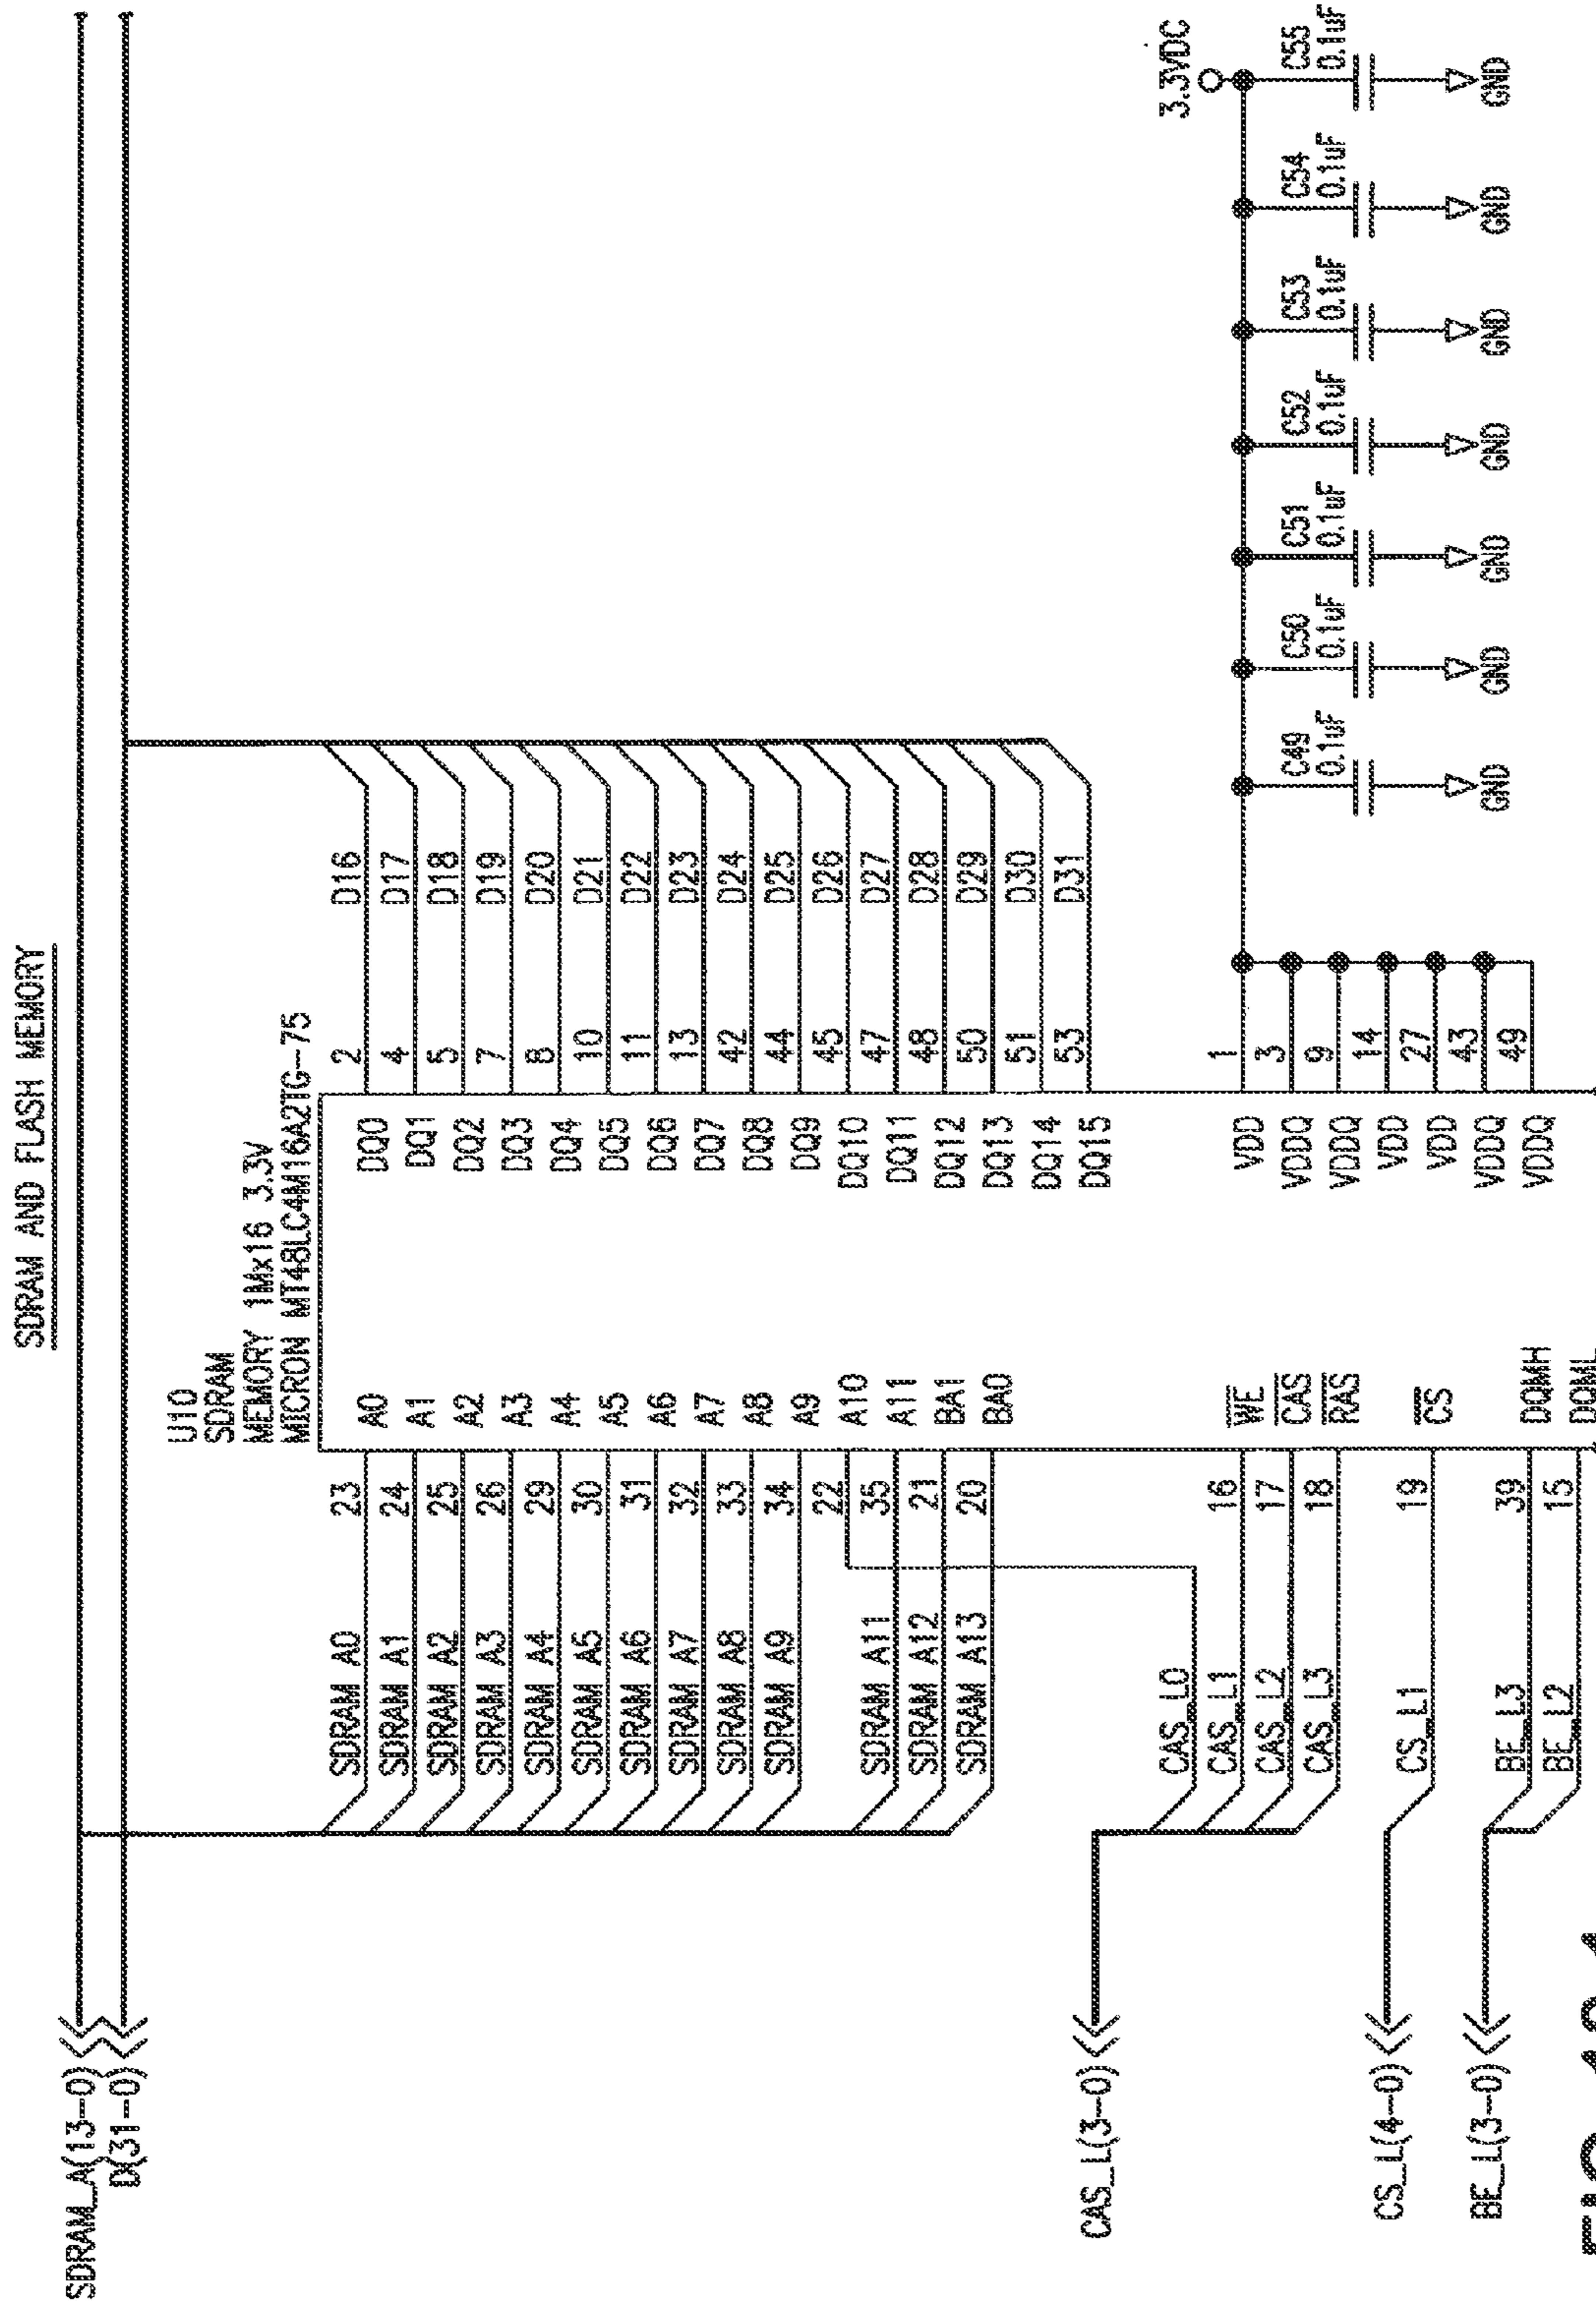 SDRAM AND FLASH MEMORY
SDRAM_A(13-0)
D(31-0)
U10
SDRAM
MEMORY 1Mx16 3.3V
MICRON MT48LC4M16A2TG-75
SDRAM A0 23 A0 DQ0 2 D16
SDRAM A1 24 A1 DQ1 4 D17
SDRAM A2 25 A2 DQ2 5 D18
SDRAM A3 26 A3 DQ3 7 D19
SDRAM A4 29 A4 DQ4 8 D20
SDRAM A5 30 A5 DQ5 10 D21
SDRAM A6 31 A6 DQ6 11 D22
SDRAM A7 32 A7 DQ7 13 D23
SDRAM A8 33 A8 DQ8 42 D24
SDRAM A9 34 A9 DQ9 44 D25
22 A10 DQ10 45 D26
SDRAM A11 35 A11 DQ11 47 D27
SDRAM A12 21 BA1 DQ12 48 D28
SDRAM A13 20 BA0 DQ13 50 D29
DQ14 51 D30
DQ15 53 D31
3.3VDC
CAS_L(3-0)
CAS_L0
CAS_L1 16 WE VDD 1
CAS_L2 17 CAS VDDQ 3
CAS_L3 18 RAS VDDQ 9
VDD 14
CS_L(4-0)
CS_L1 19 CS VDD 27
VDDQ 43
BE_L(3-0)
BE_L3 39 DQMH VDDQ 49
BE_L2 15 DQML
C49 C50 C51 C52 C53 C54 C55
0.1uF 0.1uF 0.1uF 0.1uF 0.1uF 0.1uF 0.1uF
GND GND GND GND GND GND GND